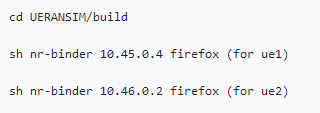 cd UERANSIM/build
sh nr-binder 10.45.0.4 firefox (for ue1)
sh nr-binder 10.46.0.2 firefox (for ue2)